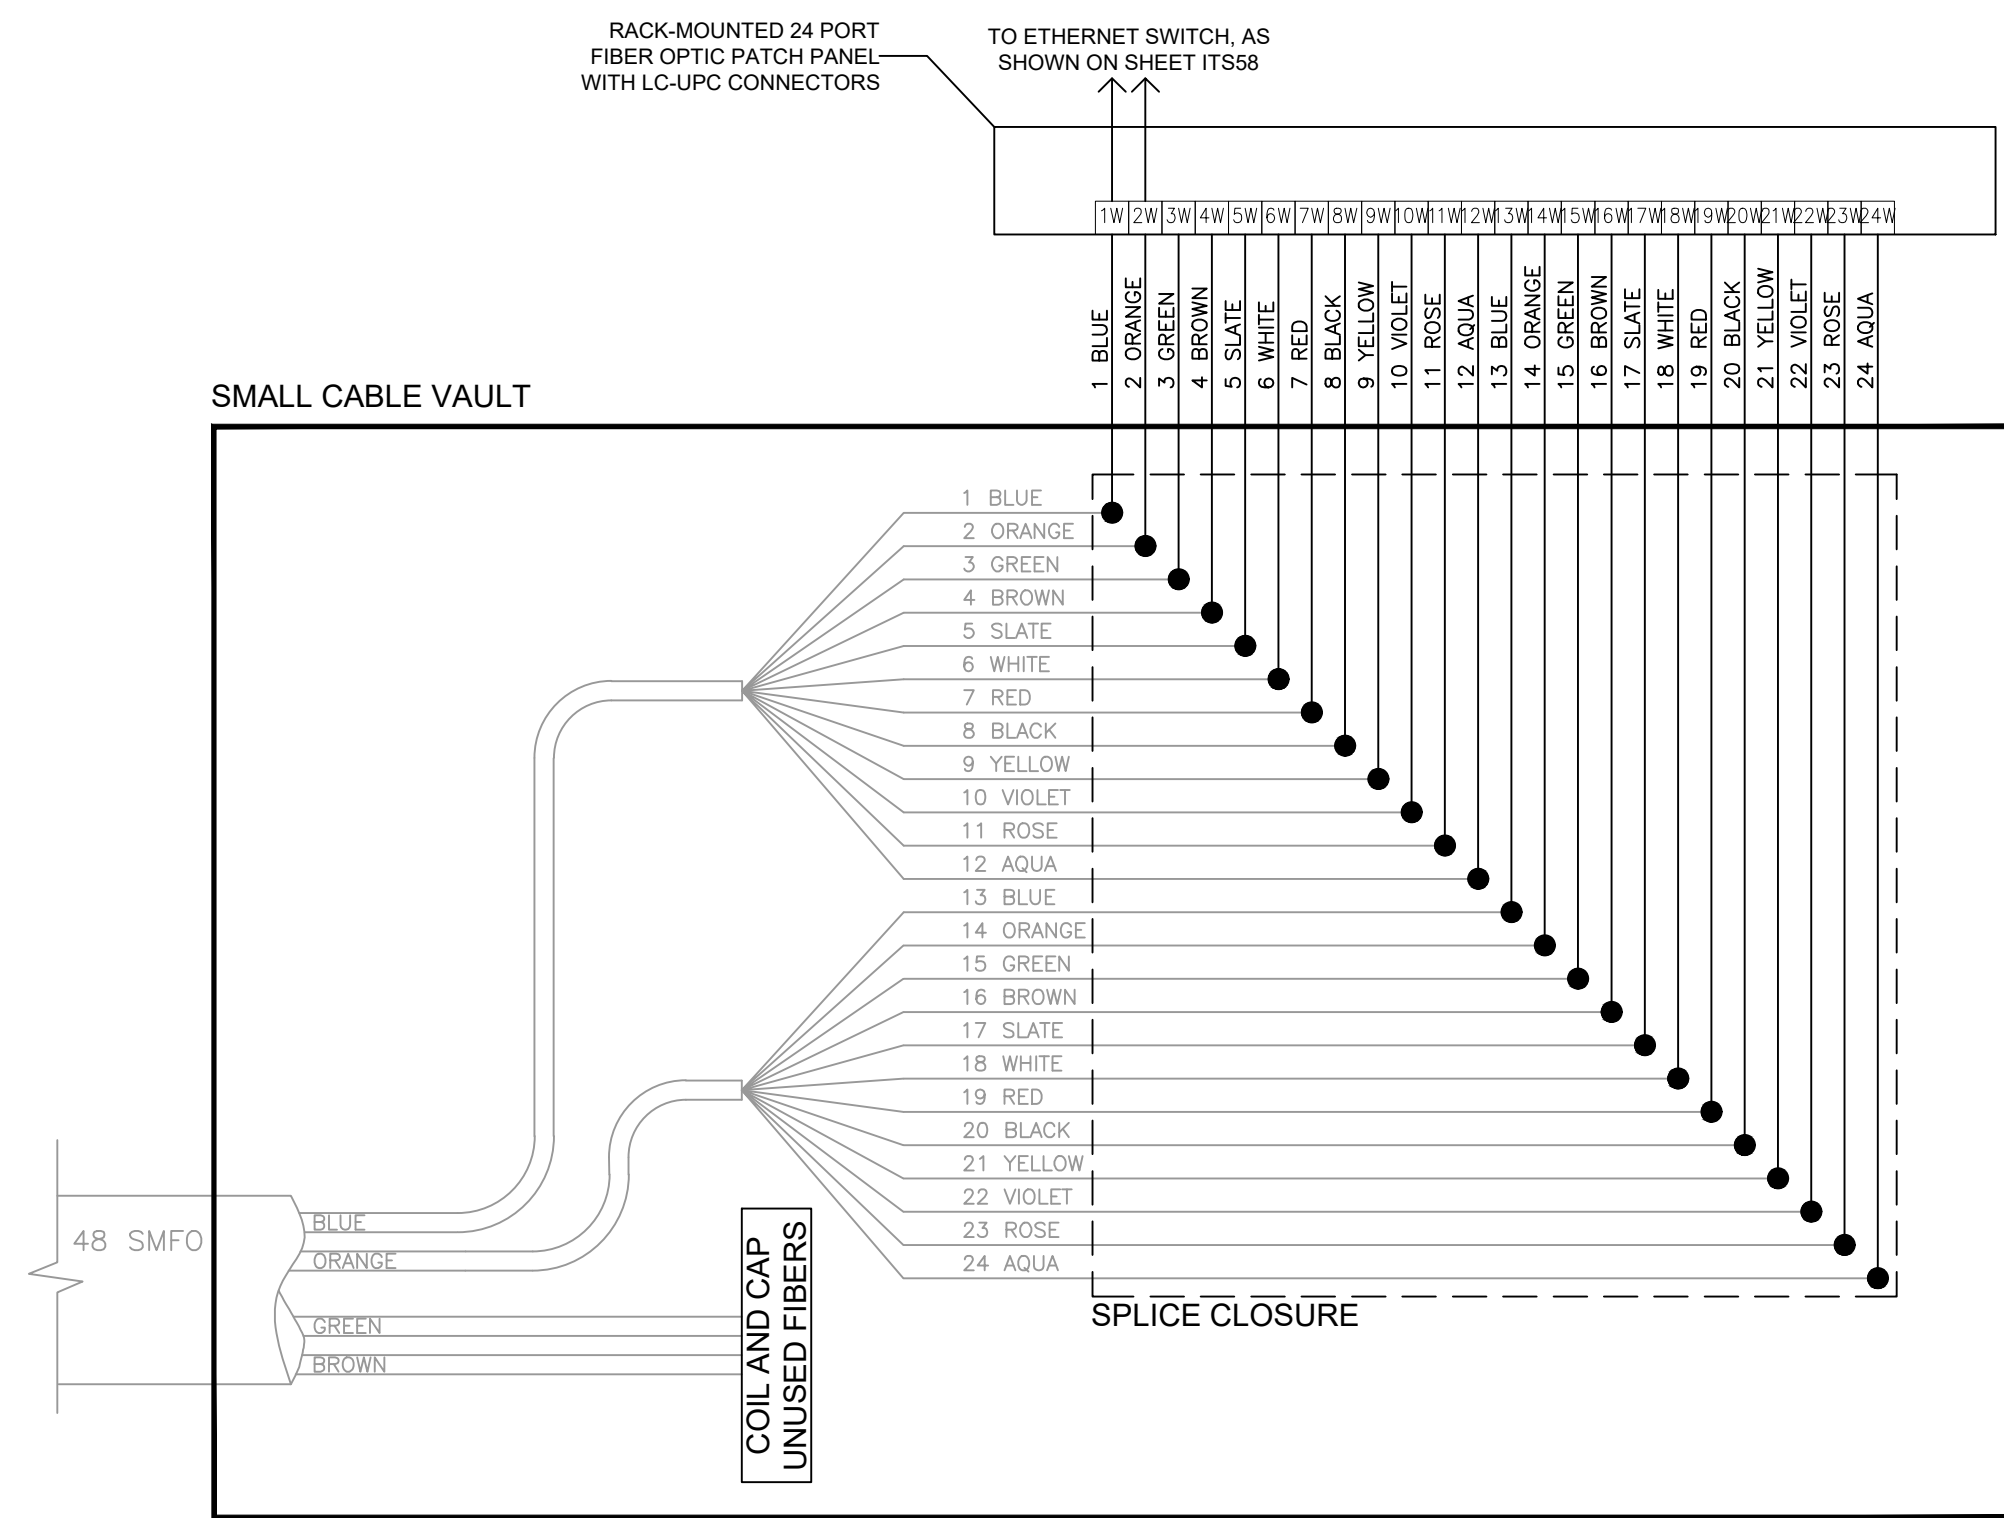 RACK-MOUNTED 24 PORT
FIBER OPTIC PATCH PANEL
WITH LC-UPC CONNECTORS
TO ETHERNET SWITCH, AS
SHOWN ON SHEET ITS58
1W 2W 3W 4W 5W 6W 7W 8W 9W 10W 11W 12W 13W 14W 15W 16W 17W 18W 19W 20W 21W 22W 23W 24W
1 BLUE
2 ORANGE
3 GREEN
4 BROWN
5 SLATE
6 WHITE
7 RED
8 BLACK
9 YELLOW
10 VIOLET
11 ROSE
12 AQUA
13 BLUE
14 ORANGE
15 GREEN
16 BROWN
17 SLATE
18 WHITE
19 RED
20 BLACK
21 YELLOW
22 VIOLET
23 ROSE
24 AQUA
SMALL CABLE VAULT
1 BLUE
2 ORANGE
3 GREEN
4 BROWN
5 SLATE
6 WHITE
7 RED
8 BLACK
9 YELLOW
10 VIOLET
11 ROSE
12 AQUA
13 BLUE
14 ORANGE
15 GREEN
16 BROWN
17 SLATE
18 WHITE
19 RED
20 BLACK
21 YELLOW
22 VIOLET
23 ROSE
24 AQUA
48 SMFO
BLUE
ORANGE
GREEN
BROWN
COIL AND CAP
UNUSED FIBERS
SPLICE CLOSURE